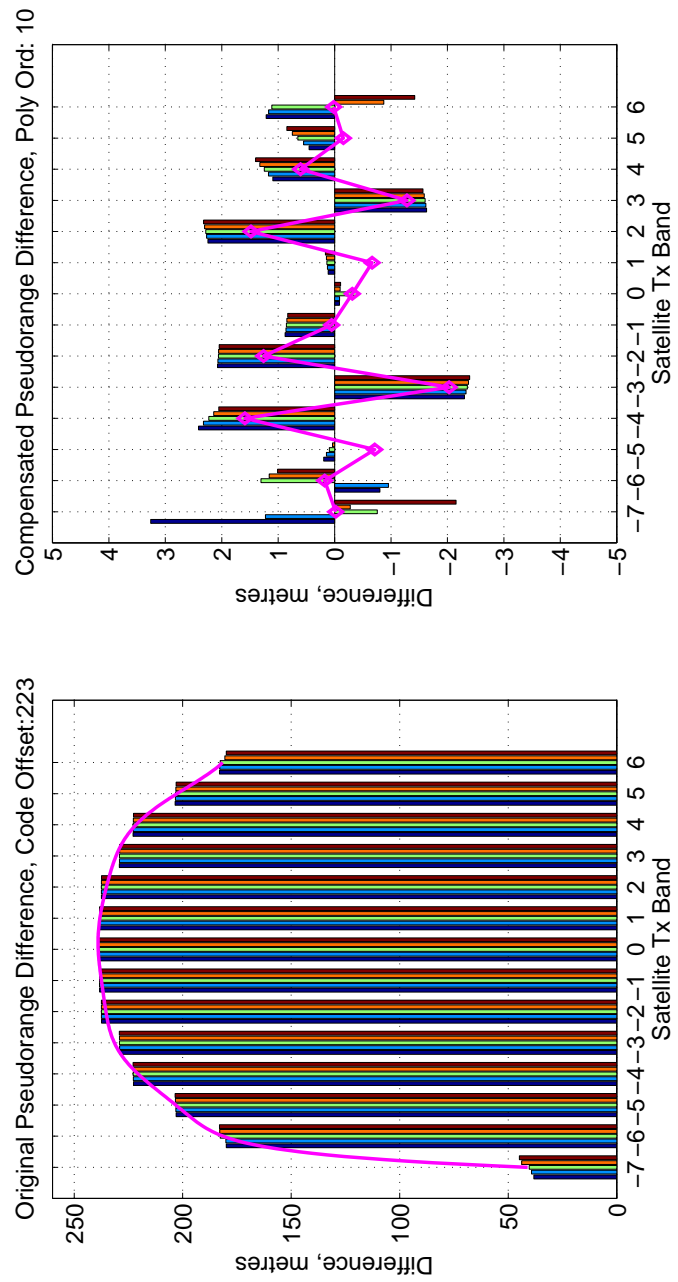 Original Pseudorange Difference, Code Offset:223
Difference, metres
250
200
150
100
50
0
−7 −6 −5 −4 −3 −2 −1 0 1 2 3 4 5 6
Satellite Tx Band
Compensated Pseudorange Difference, Poly Ord: 10
Difference, metres
5
4
3
2
1
0
−1
−2
−3
−4
−5
−7 −6 −5 −4 −3 −2 −1 0 1 2 3 4 5 6
Satellite Tx Band